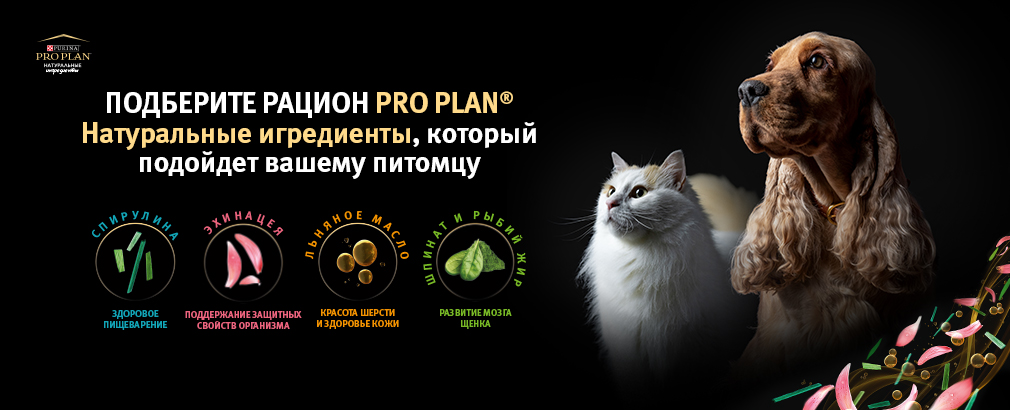 PURINA
PRO PLAN
НАТУРАЛЬНЫЕ
ингредиенты
ПОДБЕРИТЕ РАЦИОН PRO PLAN®
Натуральные игредиенты, который
подойдет вашему питомцу
СПИРУЛИНА
ЗДОРОВОЕ
ПИЩЕВАРЕНИЕ
ЭХИНАЦЕЯ
ПОДДЕРЖАНИЕ ЗАЩИТНЫХ
СВОЙСТВ ОРГАНИЗМА
ЛЬНЯНОЕ МАСЛО
КРАСОТА ШЕРСТИ
И ЗДОРОВЬЕ КОЖИ
ШПИНАТ И РЫБИЙ ЖИР
РАЗВИТИЕ МОЗГА
ЩЕНКА